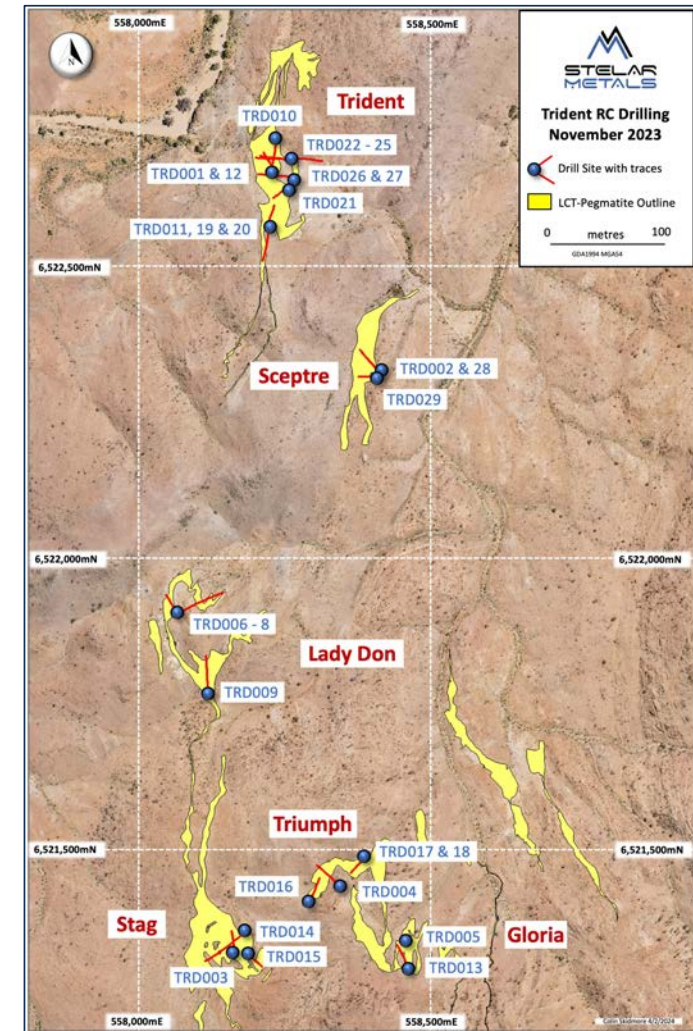 558,000mE
558,500mE
STELAR
METALS
Trident RC Drilling
November 2023
Drill Site with traces
LCT-Pegmatite Outline
0 metres 100
GDA1994 MGA54
Trident
TRD010
TRD022 - 25
TRD001 & 12
TRD026 & 27
TRD021
TRD011, 19 & 20
6,522,500mN
Sceptre
TRD002 & 28
TRD029
6,522,000mN
6,522,000mN
TRD006 - 8
Lady Don
TRD009
Triumph
6,521,500mN
6,521,500mN
TRD017 & 18
TRD016
TRD004
Stag
TRD014
TRD005
Gloria
TRD003
TRD015
TRD013
558,000mE
558,500mE
Colin Skidmore 4/2/2024